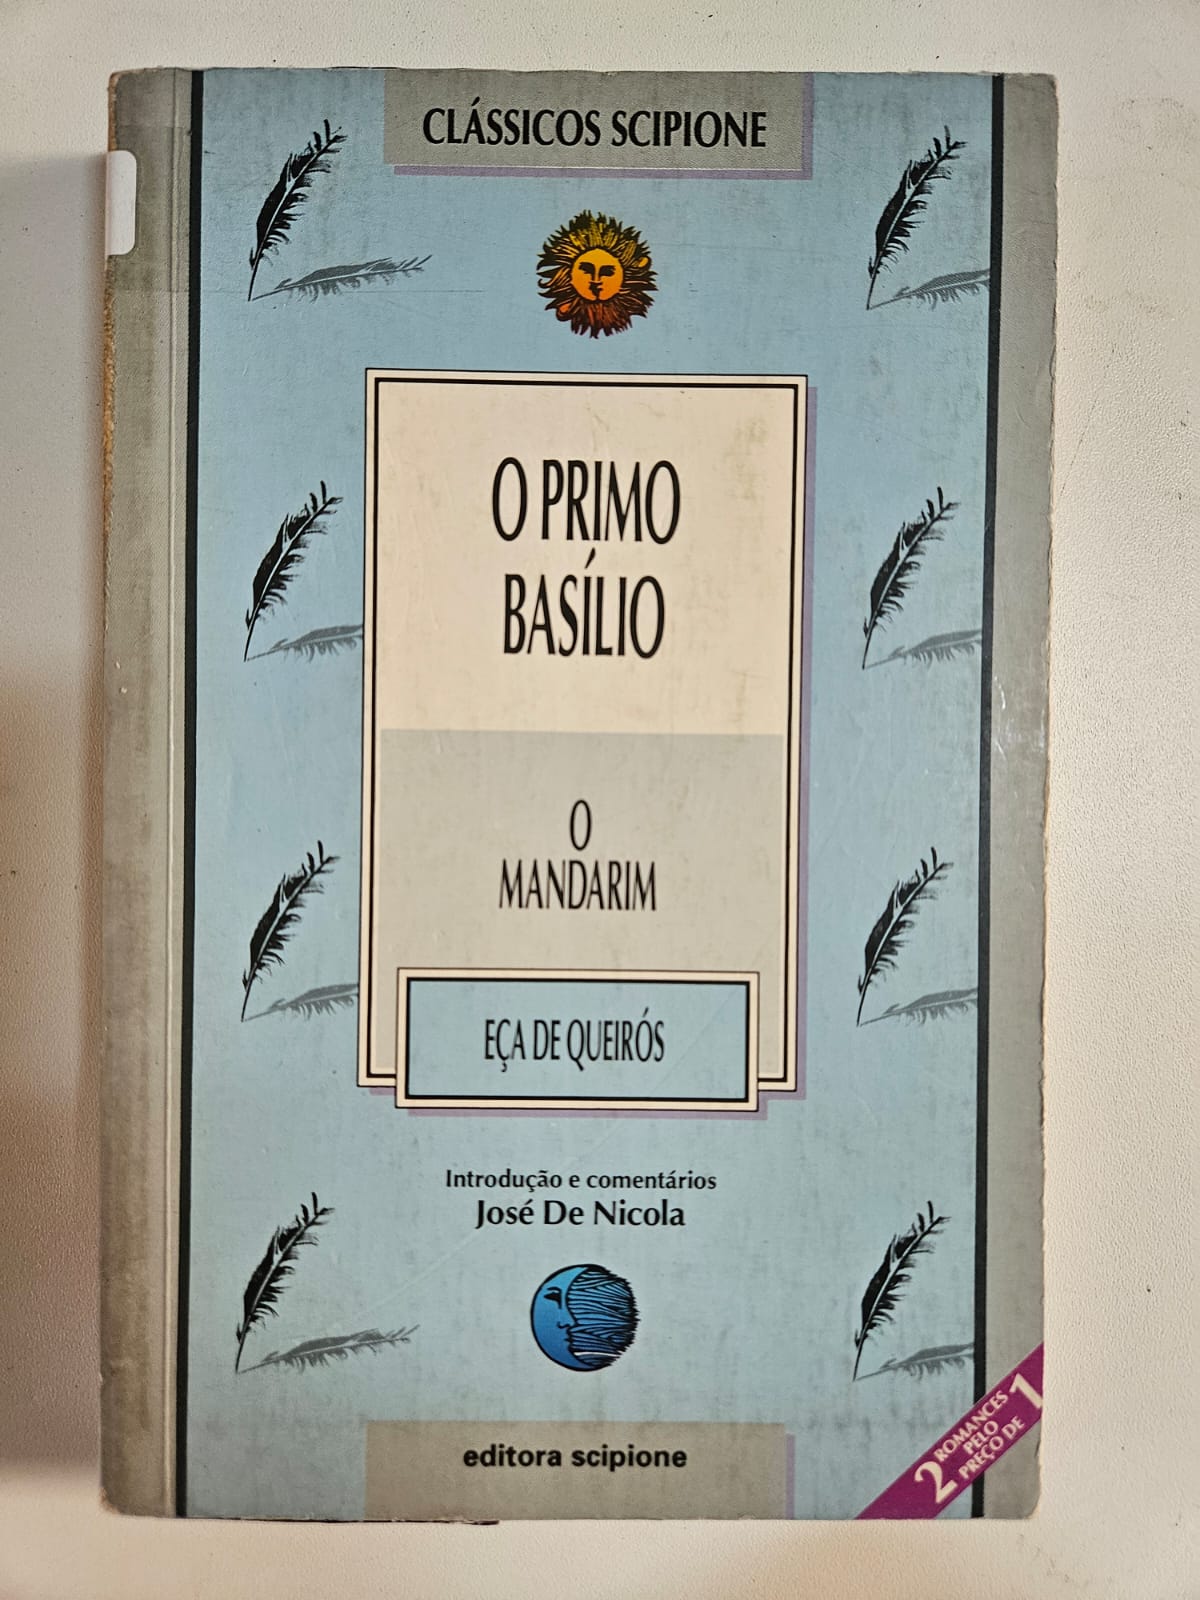 CLÁSSICOS SCIPIONE
O PRIMO
BASÍLIO
O
MANDARIM
EÇA DE QUEIRÓS
Introdução e comentários
José De Nicola
editora scipione
2 ROMANCES
PELO
PREÇO DE 1